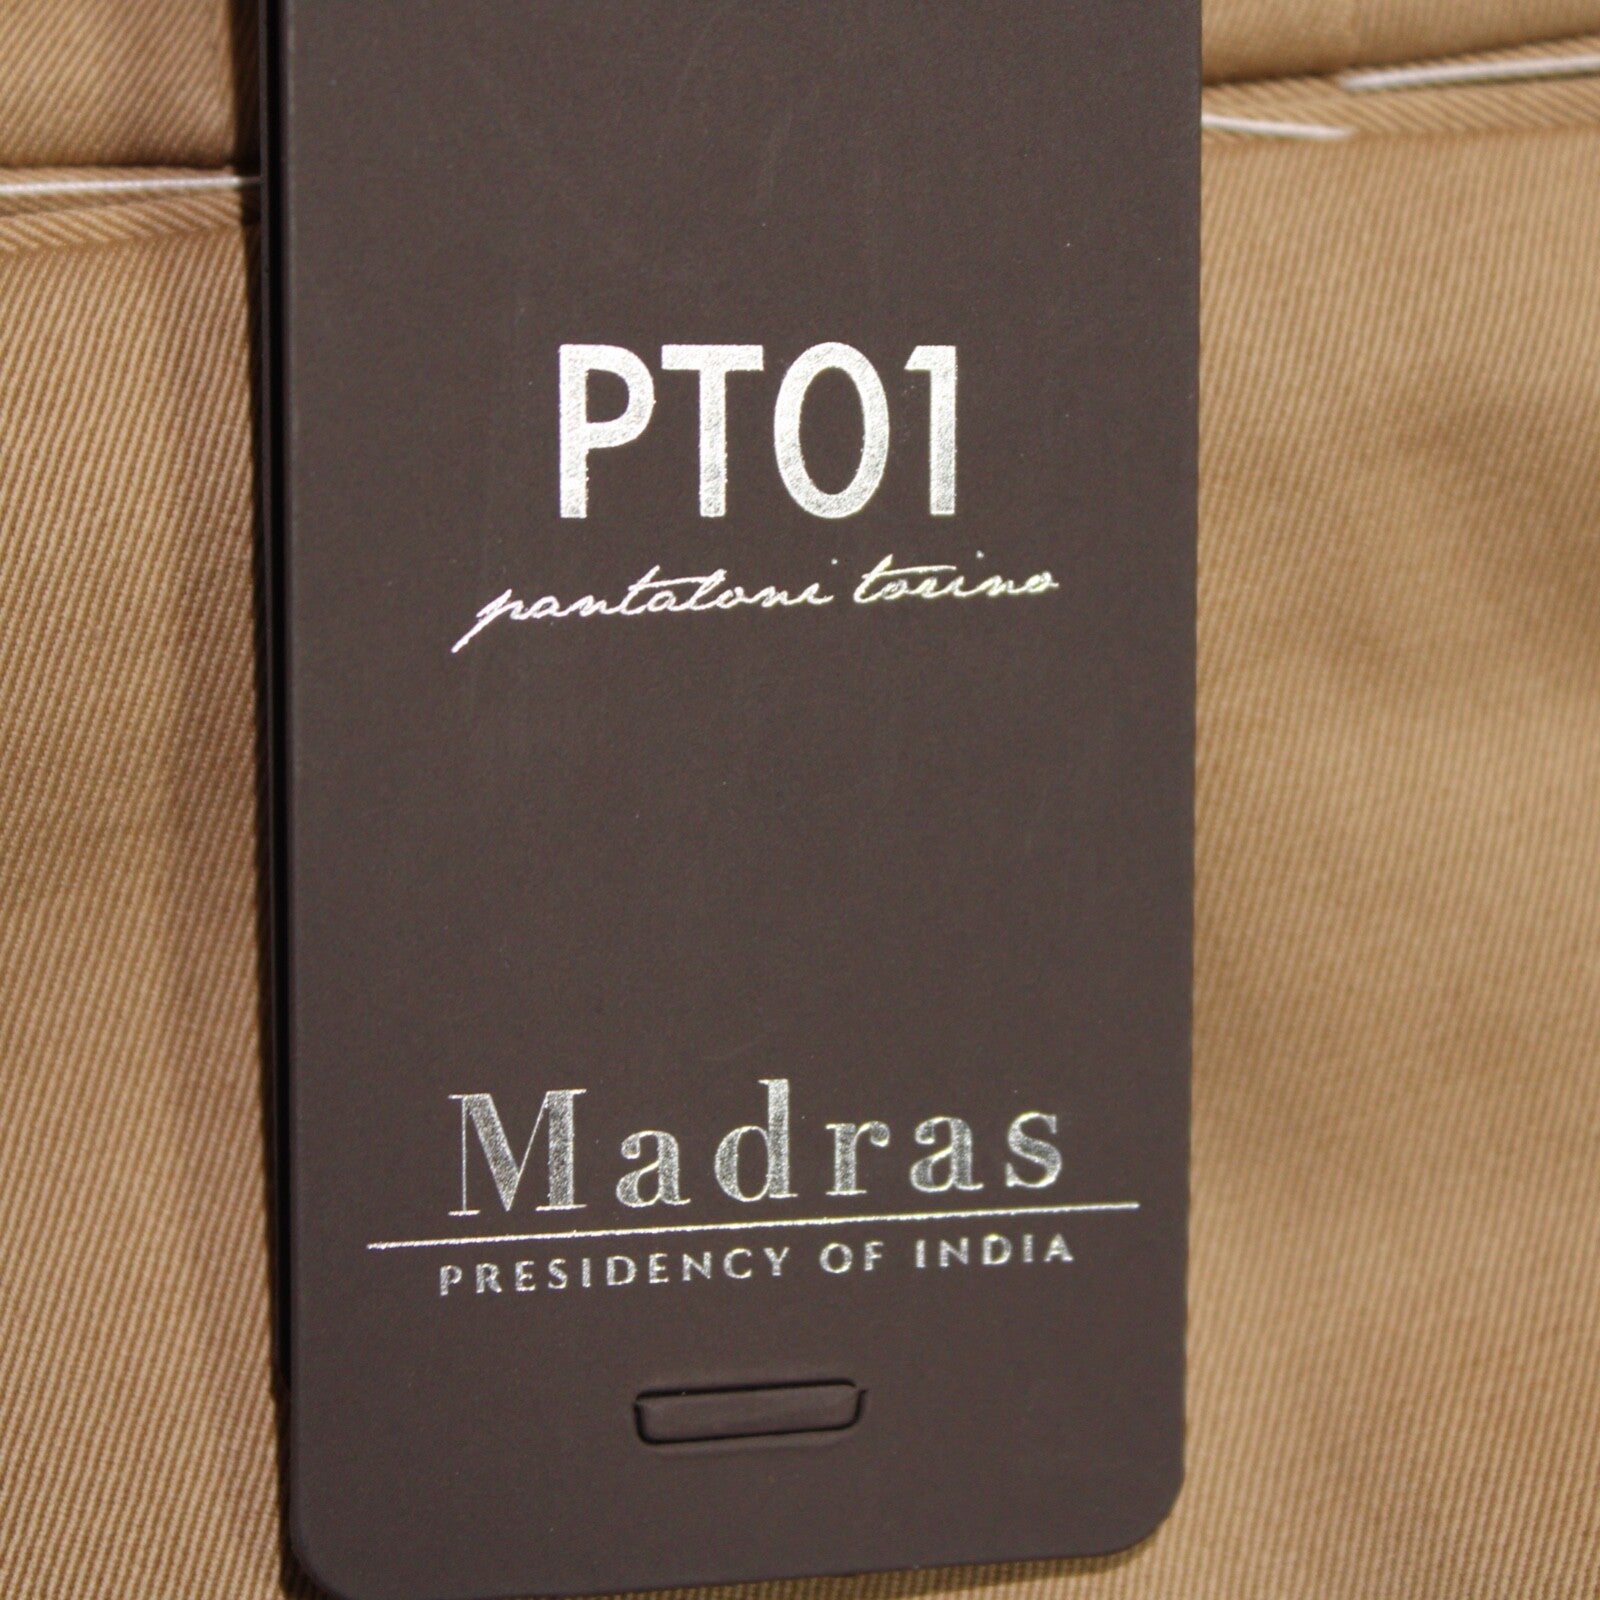 PT01
pantaloni torino
Madras
PRESIDENCY OF INDIA